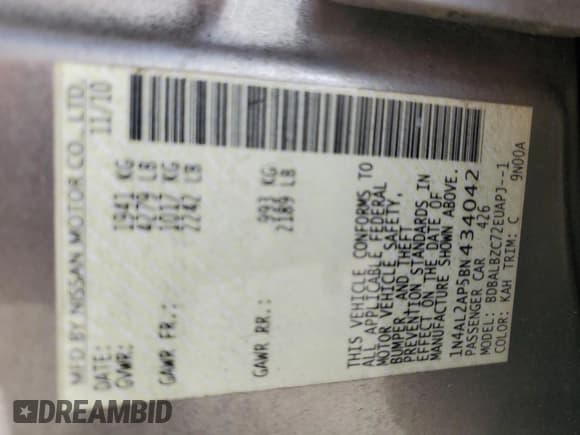 MFD BY NISSAN MOTOR CO., LTD.
DATE: 11/10
GVWR: 1941 KG
4279 LB
GAWR FR.: 1017 KG
2242 LB
GAWR RR.: 993 KG
2189 LB
THIS VEHICLE CONFORMS TO
ALL APPLICABLE FEDERAL
MOTOR VEHICLE SAFETY,
BUMPER, AND THEFT
PREVENTION STANDARDS IN
EFFECT ON THE DATE OF
MANUFACTURE SHOWN ABOVE.
1N4AL2AP5BN434042
PASSENGER CAR 426
MODEL: BDBALBZC72EUAPJ--1
COLOR: KAH TRIM: C 9N00A
DREAMBID